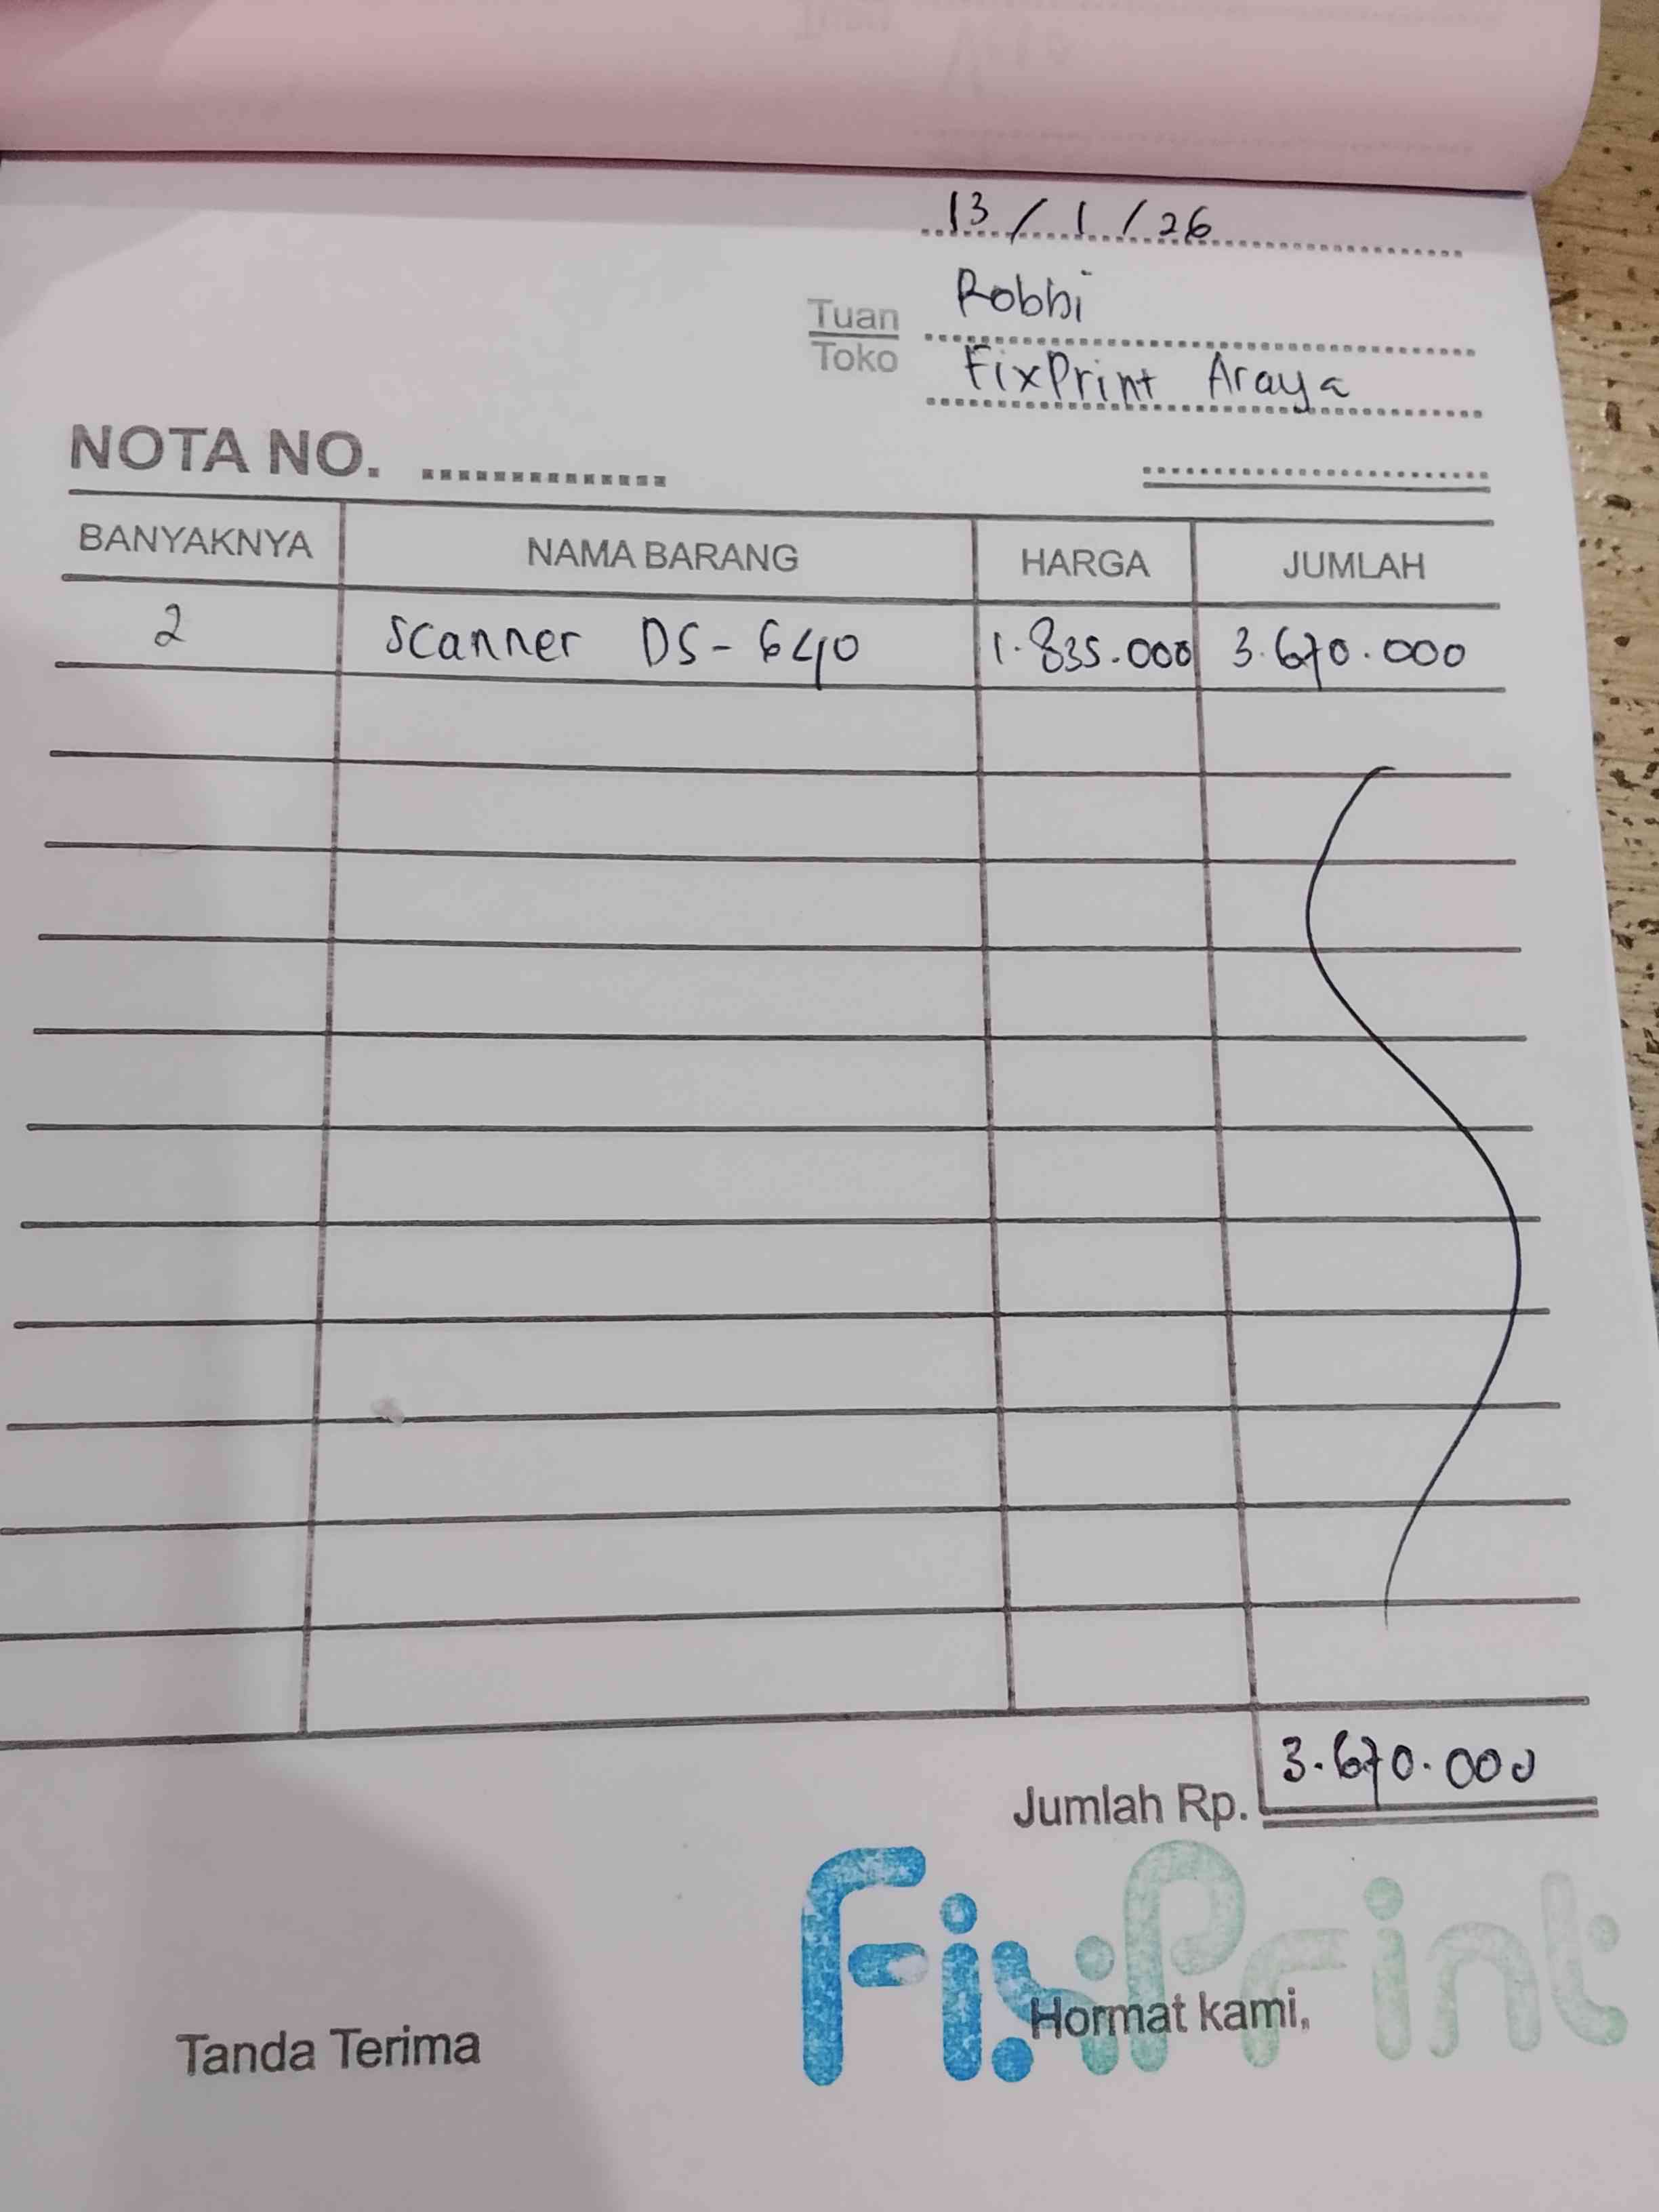 13 / 1 / 26
Tuan Robbi
Toko FixPrint Araya
NOTA NO.
BANYAKNYA NAMA BARANG HARGA JUMLAH
2 Scanner DS-640 1.835.000 3.670.000
Jumlah Rp. 3.670.000
FixPrint
Tanda Terima Hormat kami,